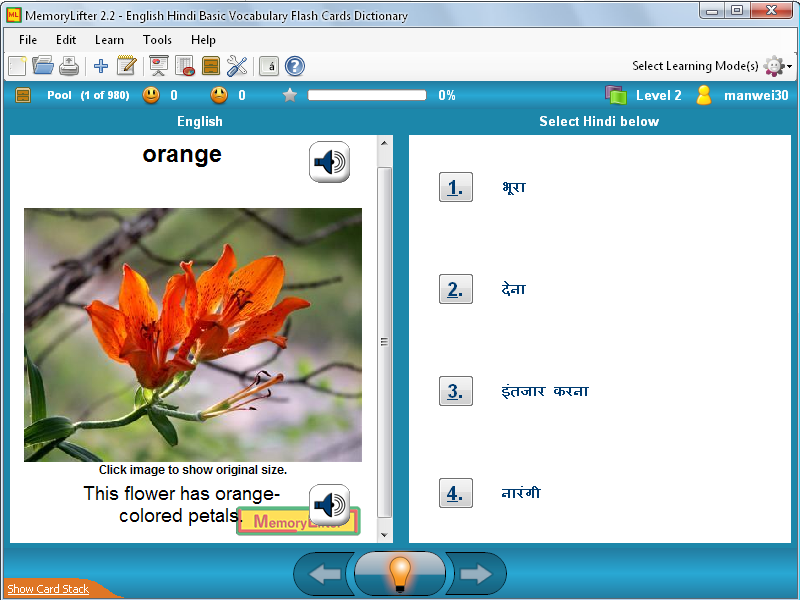 MemoryLifter 2.2 - English Hindi Basic Vocabulary Flash Cards Dictionary
File Edit Learn Tools Help
á ? Select Learning Mode(s)
Pool (1 of 980) 0 0 0% Level 2 manwei30
English
Select Hindi below
orange
1. भूरा
2. देना
3. इंतजार करना
4. नारंगी
Click image to show original size.
This flower has orange-
colored petals.
MemoryLifter
Show Card Stack